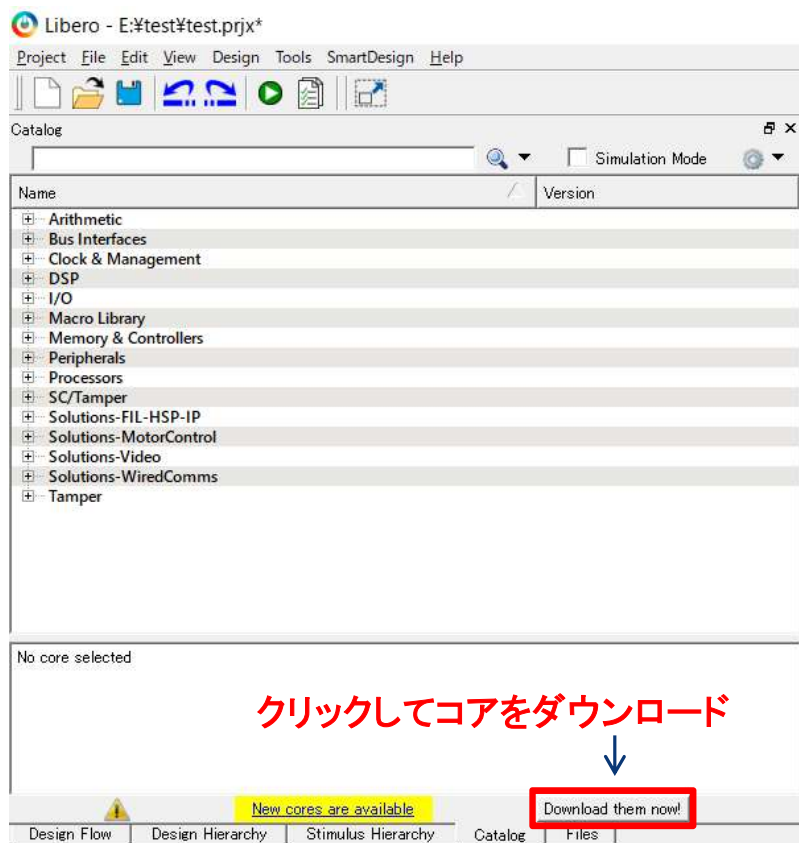 Libero - E:¥test¥test.prjx*
Project File Edit View Design Tools SmartDesign Help
Catalog
Simulation Mode
Name Version
Arithmetic
Bus Interfaces
Clock & Management
DSP
I/O
Macro Library
Memory & Controllers
Peripherals
Processors
SC/Tamper
Solutions-FIL-HSP-IP
Solutions-MotorControl
Solutions-Video
Solutions-WiredComms
Tamper
No core selected
クリックしてコアをダウンロード
New cores are available Download them now!
Design Flow Design Hierarchy Stimulus Hierarchy Catalog Files